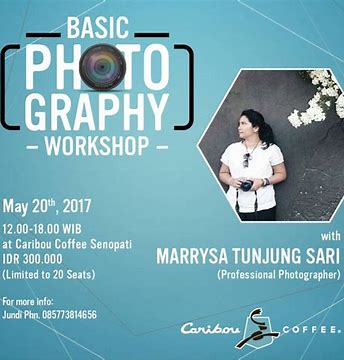 BASIC
PHOTO
GRAPHY
– WORKSHOP –
May 20th, 2017
12.00-18.00 WIB
at Caribou Coffee Senopati
IDR 300.000
(Limited to 20 Seats)
For more info:
Jundi Phn. 085773814656
with
MARRYSA TUNJUNG SARI
(Professional Photographer)
Caribou COFFEE®